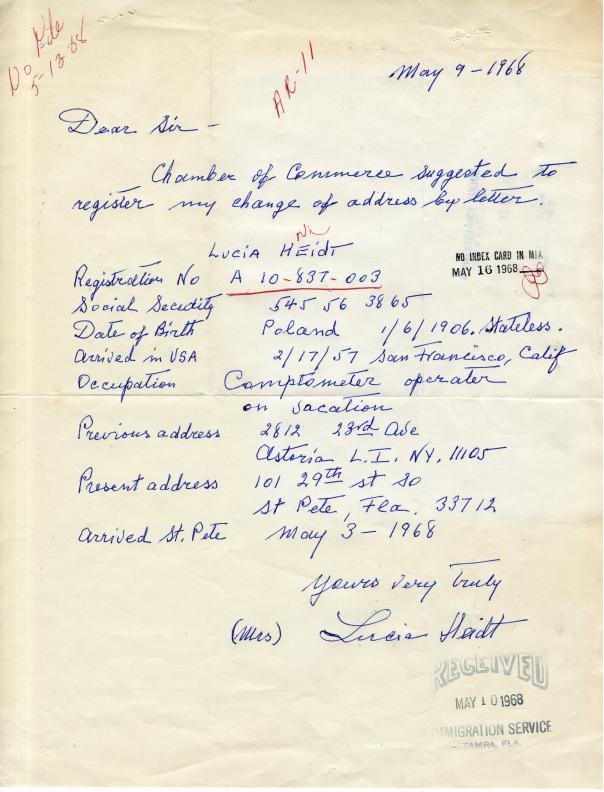 No File
5-13-68
AR-11
May 9-1968
Dear Sir -
Chamber of Commerce suggested to
register my change of address by letter.
Lucia Heidt
NO INDEX CARD IN MIA
MAY 16 1968
Registration No A 10-837-003
Social Security 545 56 3865
Date of Birth Poland 1/6/1906. Stateless.
Arrived in USA 2/17/57 San Francisco, Calif
Occupation Comptometer operater
on vacation
Previous address 2812 23rd Ave
Astoria L.I. NY. 11105
Present address 101 29th st So
St Pete, Fla. 33712
Arrived St. Pete May 3-1968
Yours very Truly
(Mrs) Lucia Heidt
RECEIVED
MAY 10 1968
IMMIGRATION SERVICE
TAMPA, FLA.